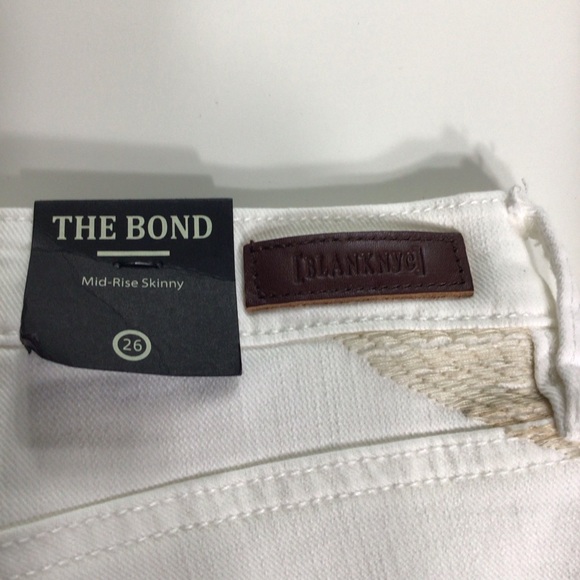 THE BOND
Mid-Rise Skinny
26
[BLANKNYC]